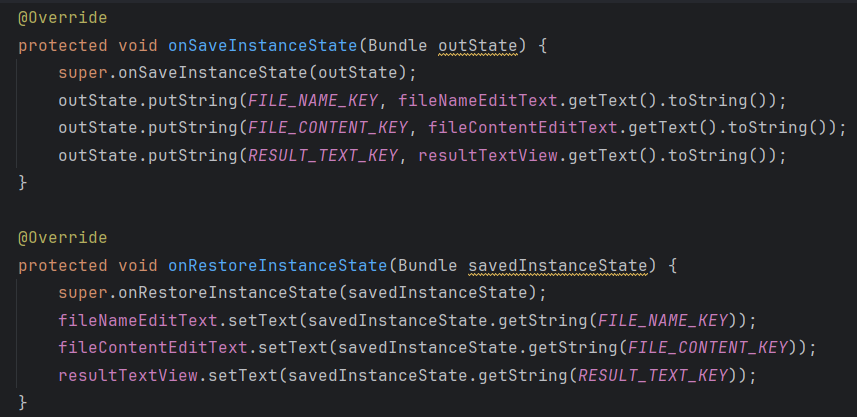 @Override
protected void onSaveInstanceState(Bundle outState) {
    super.onSaveInstanceState(outState);
    outState.putString(FILE_NAME_KEY, fileNameEditText.getText().toString());
    outState.putString(FILE_CONTENT_KEY, fileContentEditText.getText().toString());
    outState.putString(RESULT_TEXT_KEY, resultTextView.getText().toString());
}

@Override
protected void onRestoreInstanceState(Bundle savedInstanceState) {
    super.onRestoreInstanceState(savedInstanceState);
    fileNameEditText.setText(savedInstanceState.getString(FILE_NAME_KEY));
    fileContentEditText.setText(savedInstanceState.getString(FILE_CONTENT_KEY));
    resultTextView.setText(savedInstanceState.getString(RESULT_TEXT_KEY));
}